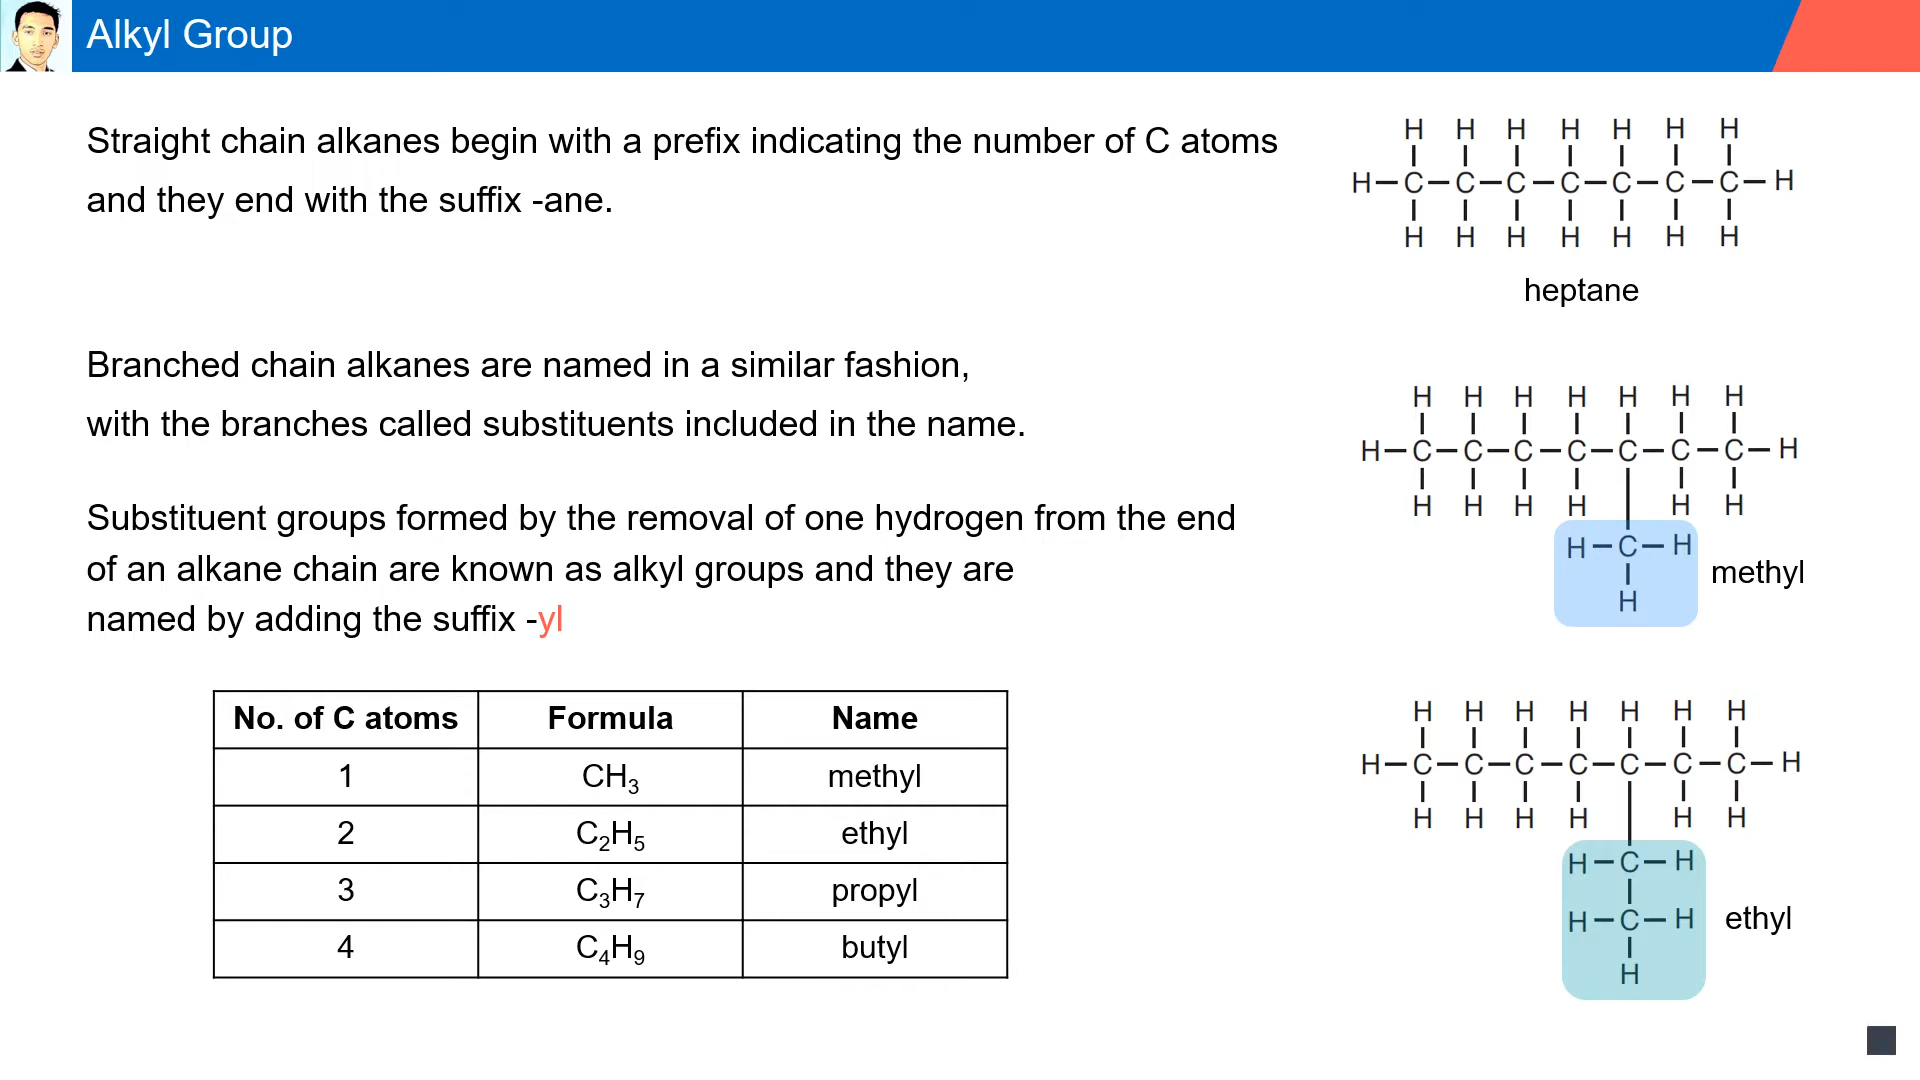 Alkyl Group
Straight chain alkanes begin with a prefix indicating the number of C atoms
and they end with the suffix -ane.
H H H H H H H
H C C C C C C C H
H H H H H H H
heptane
Branched chain alkanes are named in a similar fashion,
with the branches called substituents included in the name.
Substituent groups formed by the removal of one hydrogen from the end
of an alkane chain are known as alkyl groups and they are
named by adding the suffix -yl
H H H H H H H
H C C C C C C C H
H H H H H H
H C H
H
methyl
No. of C atoms Formula Name
1 CH₃ methyl
2 C₂H₅ ethyl
3 C₃H₇ propyl
4 C₄H₉ butyl
H H H H H H H
H C C C C C C C H
H H H H H H
H C H
H C H
H
ethyl